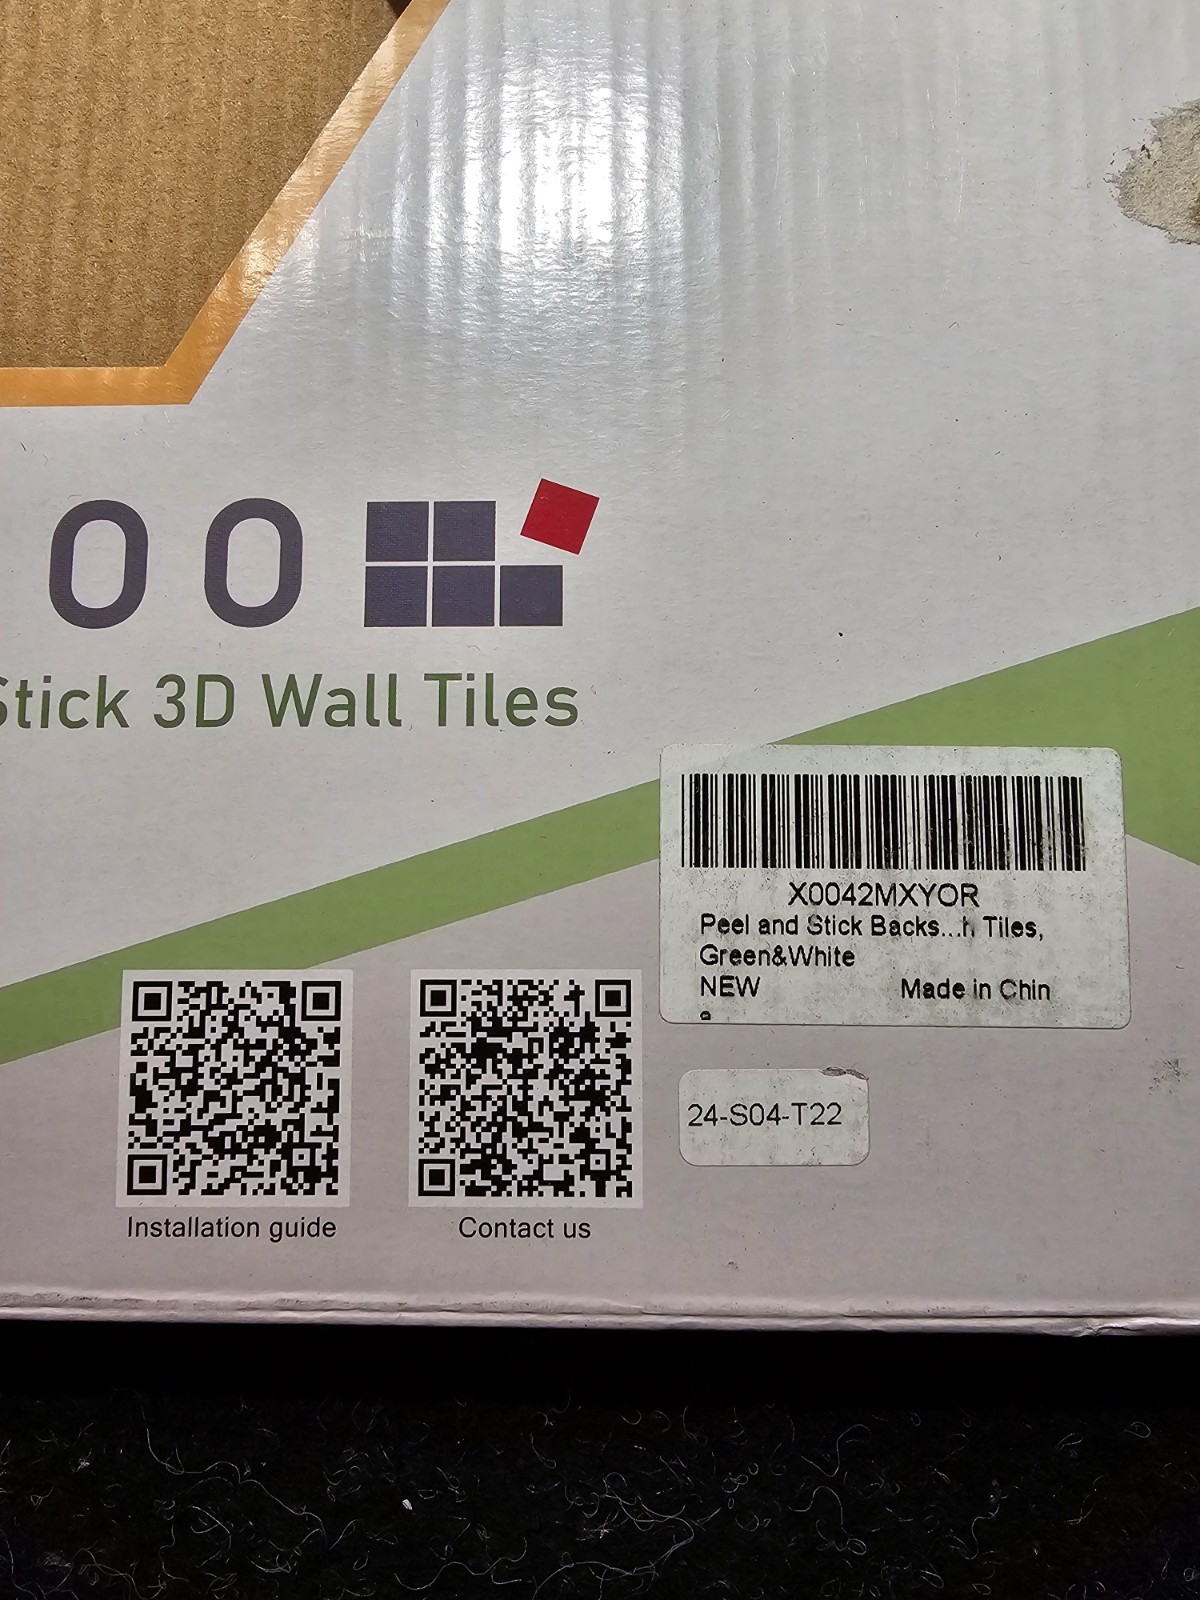 OO
Stick 3D Wall Tiles
X0042MXYOR
Peel and Stick Backs...h Tiles,
Green&White
NEW Made in Chin
e
24-S04-T22
Installation guide
Contact us